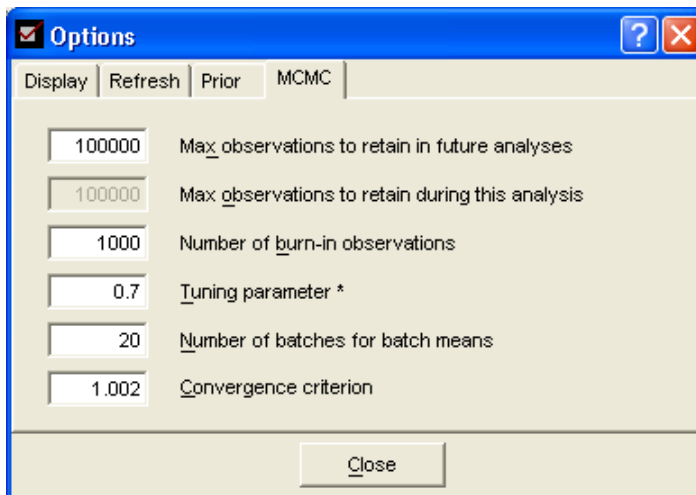 Options
Display Refresh Prior MCMC
100000 Max observations to retain in future analyses
100000 Max observations to retain during this analysis
1000 Number of burn-in observations
0.7 Tuning parameter *
20 Number of batches for batch means
1.002 Convergence criterion
Close